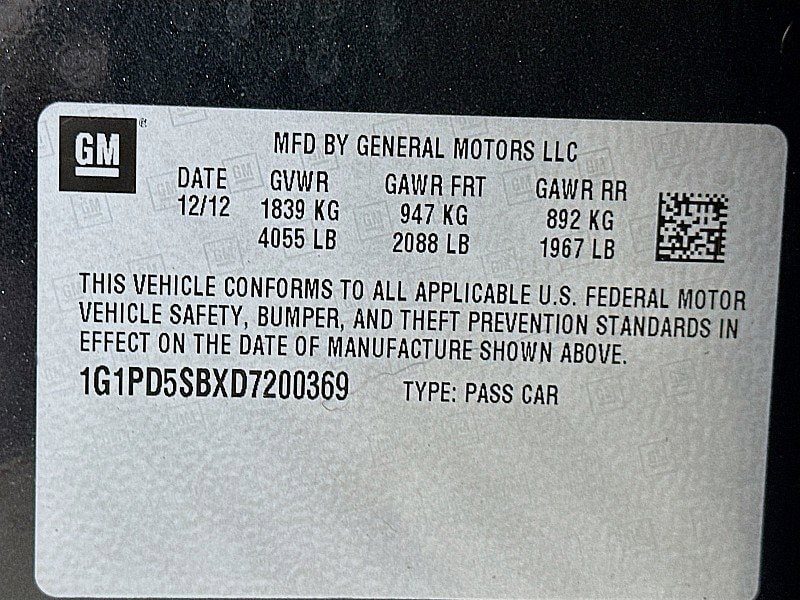 GM
MFD BY GENERAL MOTORS LLC
DATE GVWR GAWR FRT GAWR RR
12/12 1839 KG 947 KG 892 KG
4055 LB 2088 LB 1967 LB
THIS VEHICLE CONFORMS TO ALL APPLICABLE U.S. FEDERAL MOTOR
VEHICLE SAFETY, BUMPER, AND THEFT PREVENTION STANDARDS IN
EFFECT ON THE DATE OF MANUFACTURE SHOWN ABOVE.
1G1PD5SBXD7200369 TYPE: PASS CAR